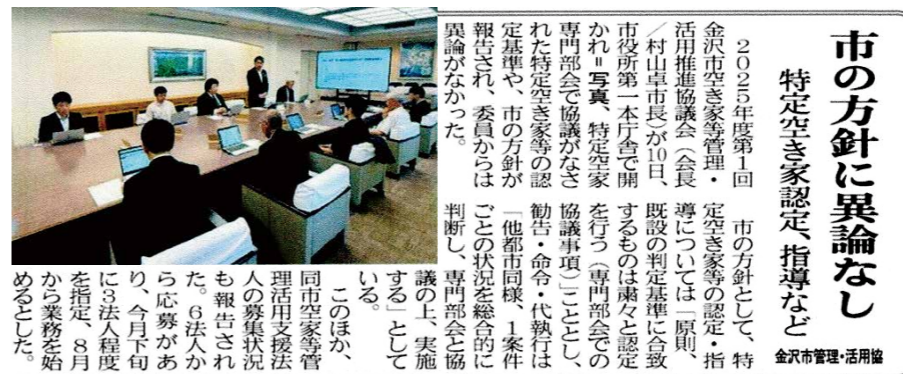 市の方針に異論なし
特定空き家認定、指導など
金沢市管理・活用協
２０２５年度第１回
金沢市空き家等管理・
活用推進協議会（会長
／村山卓市長）が10日、
市役所第一本庁舎で開
かれ＝写真、特定空家
専門部会で協議がなさ
れた特定空き家等の認
定基準や、市の方針が
報告され、委員からは
異論がなかった。
市の方針として、特
定空き家等の認定・指
導については「原則、
既設の判定基準に合致
するものは粛々と認定
を行う（専門部会での
協議事項）」こととし、
勧告・命令・代執行は
「他都市同様、１案件
ごとの状況を総合的に
判断し、専門部会と協
議の上、実施
する」として
いる。
このほか、
同市空家等管
理活用支援法
人の募集状況
も報告され
た。６法人か
ら応募があ
り、今月下旬
に３法人程度
を指定、８月
から業務を始
めるとした。